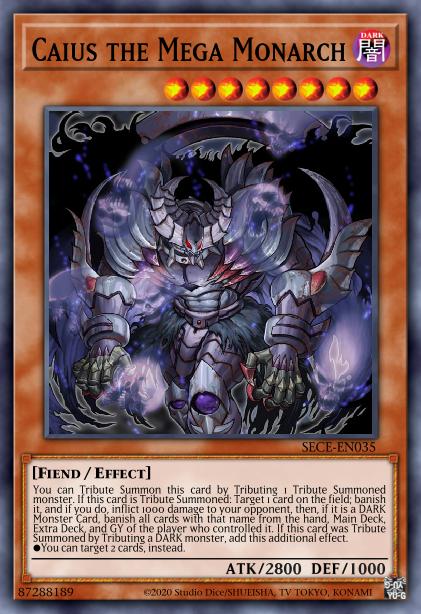 CAIUS THE MEGA MONARCH
DARK
闇
SECE-EN035
[FIEND / EFFECT]
You can Tribute Summon this card by Tributing 1 Tribute Summoned
monster. If this card is Tribute Summoned: Target 1 card on the field; banish
it, and if you do, inflict 1000 damage to your opponent, then, if it is a DARK
Monster Card, banish all cards with that name from the hand, Main Deck,
Extra Deck, and GY of the player who controlled it. If this card was Tribute
Summoned by Tributing a DARK monster, add this additional effect.
●You can target 2 cards, instead.
ATK/2800 DEF/1000
87288189
©2020 Studio Dice/SHUEISHA, TV TOKYO, KONAMI